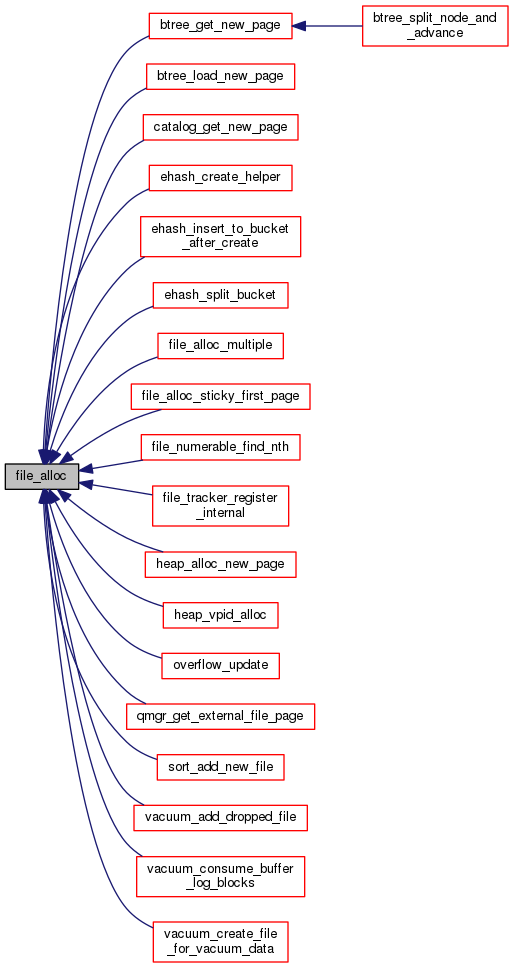 btree_get_new_page
btree_split_node_and
_advance
btree_load_new_page
catalog_get_new_page
ehash_create_helper
ehash_insert_to_bucket
_after_create
ehash_split_bucket
file_alloc_multiple
file_alloc_sticky_first_page
file_numerable_find_nth
file_alloc
file_tracker_register
_internal
heap_alloc_new_page
heap_vpid_alloc
overflow_update
qmgr_get_external_file_page
sort_add_new_file
vacuum_add_dropped_file
vacuum_consume_buffer
_log_blocks
vacuum_create_file
_for_vacuum_data